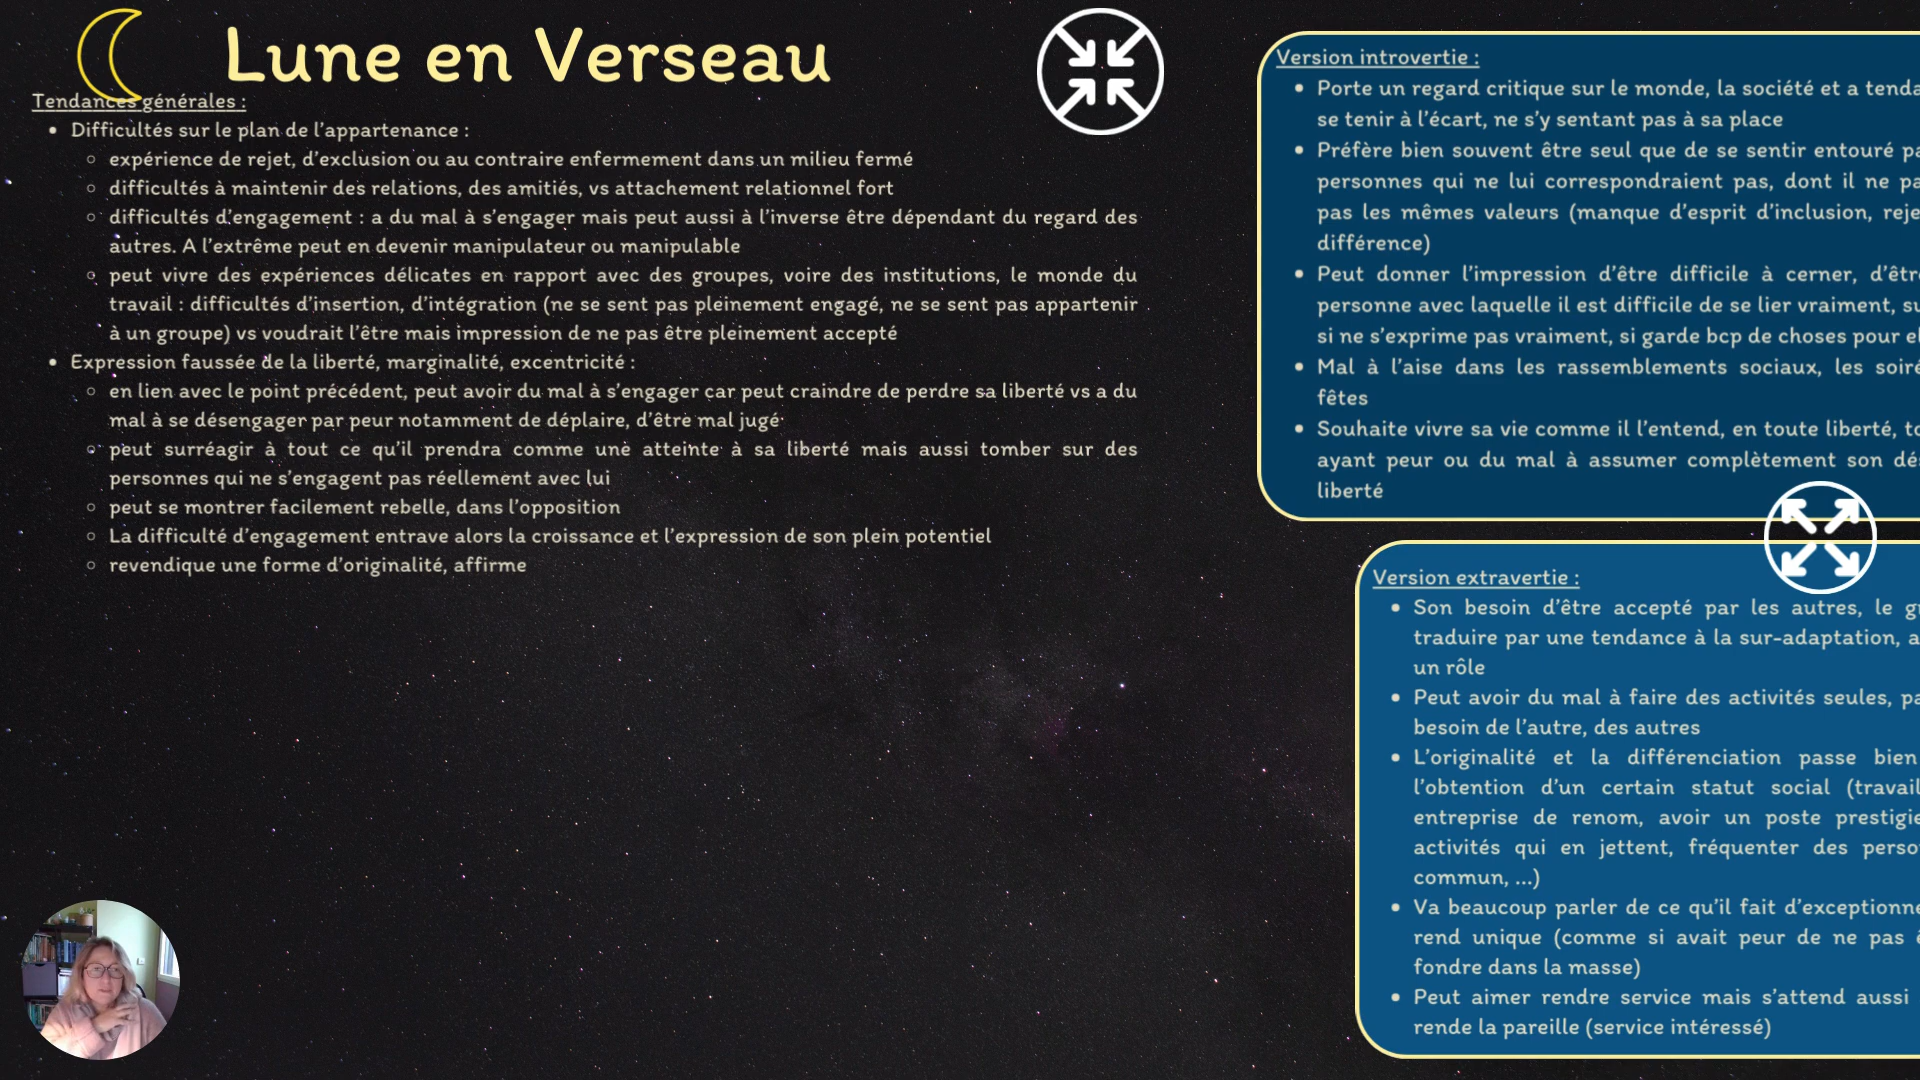 Lune en Verseau
Tendances générales :
• Difficultés sur le plan de l'appartenance :
◦ expérience de rejet, d'exclusion ou au contraire enfermement dans un milieu fermé
◦ difficultés à maintenir des relations, des amitiés, vs attachement relationnel fort
◦ difficultés d'engagement : a du mal à s'engager mais peut aussi à l'inverse être dépendant du regard des
autres. A l'extrême peut en devenir manipulateur ou manipulable
◦ peut vivre des expériences délicates en rapport avec des groupes, voire des institutions, le monde du
travail : difficultés d'insertion, d'intégration (ne se sent pas pleinement engagé, ne se sent pas appartenir
à un groupe) vs voudrait l'être mais impression de ne pas être pleinement accepté
• Expression faussée de la liberté, marginalité, excentricité :
◦ en lien avec le point précédent, peut avoir du mal à s'engager car peut craindre de perdre sa liberté vs a du
mal à se désengager par peur notamment de déplaire, d'être mal jugé
◦ peut surréagir à tout ce qu'il prendra comme une atteinte à sa liberté mais aussi tomber sur des
personnes qui ne s'engagent pas réellement avec lui
◦ peut se montrer facilement rebelle, dans l'opposition
◦ La difficulté d'engagement entrave alors la croissance et l'expression de son plein potentiel
◦ revendique une forme d'originalité, affirme
Version introvertie :
• Porte un regard critique sur le monde, la société et a
se tenir à l'écart, ne s'y sentant pas à sa place
• Préfère bien souvent être seul que de se sentir entouré
personnes qui ne lui correspondraient pas, dont il ne
pas les mêmes valeurs (manque d'esprit d'inclusion,
différence)
• Peut donner l'impression d'être difficile à cerner,
personne avec laquelle il est difficile de se lier vraiment,
si ne s'exprime pas vraiment, si garde bcp de choses pour
• Mal à l'aise dans les rassemblements sociaux, les
fêtes
• Souhaite vivre sa vie comme il l'entend, en toute liberté,
ayant peur ou du mal à assumer complètement son
liberté
Version extravertie :
• Son besoin d'être accepté par les autres, le
traduire par une tendance à la sur-adaptation,
un rôle
• Peut avoir du mal à faire des activités seules,
besoin de l'autre, des autres
• L'originalité et la différenciation passe bien
l'obtention d'un certain statut social
entreprise de renom, avoir un poste
activités qui en jettent, fréquenter des
commun, ...)
• Va beaucoup parler de ce qu'il fait
rend unique (comme si avait peur de ne pas
fondre dans la masse)
• Peut aimer rendre service mais s'attend aussi
rende la pareille (service intéressé)